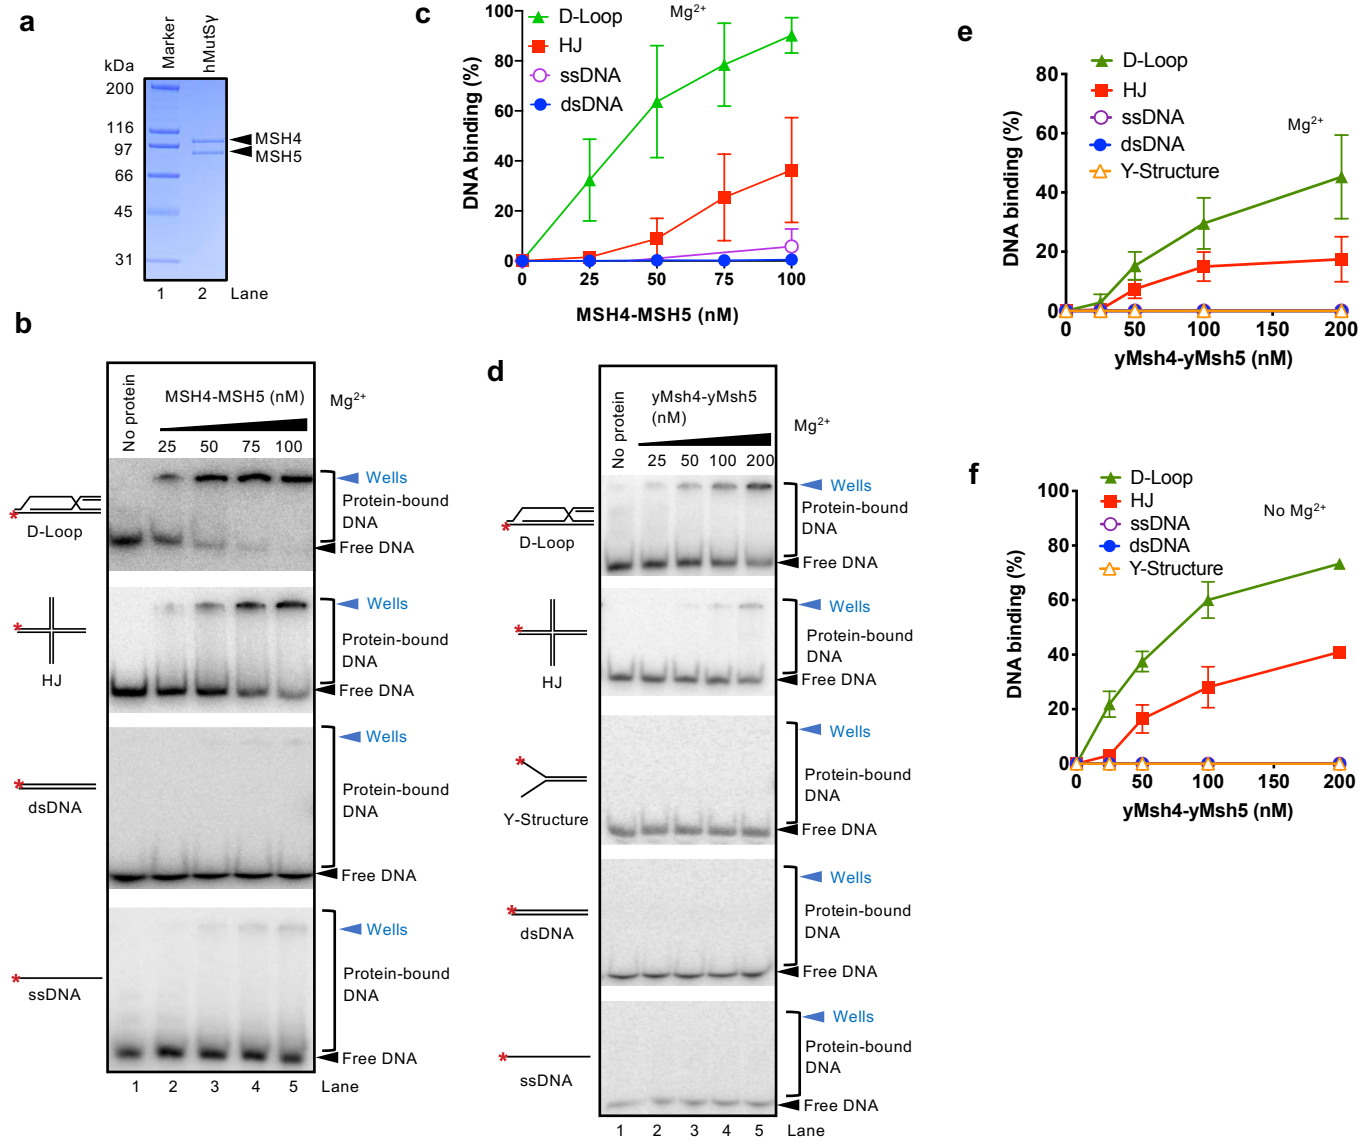 a
Marker
hMutSγ
kDa
200
116
97
66
45
31
MSH4
MSH5
1 2 Lane
b
No protein
MSH4-MSH5 (nM)
25 50 75 100
Mg2+
Wells
Protein-bound
DNA
Free DNA
* D-Loop
Wells
Protein-bound
DNA
Free DNA
* HJ
Wells
Protein-bound
DNA
Free DNA
* dsDNA
Wells
Protein-bound
DNA
Free DNA
* ssDNA
1 2 3 4 5 Lane
c
Mg2+
D-Loop
HJ
ssDNA
dsDNA
DNA binding (%)
100
80
60
40
20
0
0 25 50 75 100
MSH4-MSH5 (nM)
d
No protein
yMsh4-yMsh5
(nM)
25 50 100 200
Mg2+
Wells
Protein-bound
DNA
Free DNA
* D-Loop
Wells
Protein-bound
DNA
Free DNA
* HJ
Wells
Protein-bound
DNA
Free DNA
* Y-Structure
Wells
Protein-bound
DNA
Free DNA
* dsDNA
Wells
Protein-bound
DNA
Free DNA
* ssDNA
1 2 3 4 5 Lane
e
D-Loop
HJ
ssDNA
dsDNA
Y-Structure
Mg2+
DNA binding (%)
80
60
40
20
0
0 50 100 150 200
yMsh4-yMsh5 (nM)
f
D-Loop
HJ
ssDNA
dsDNA
Y-Structure
No Mg2+
DNA binding (%)
100
80
60
40
20
0
0 50 100 150 200
yMsh4-yMsh5 (nM)